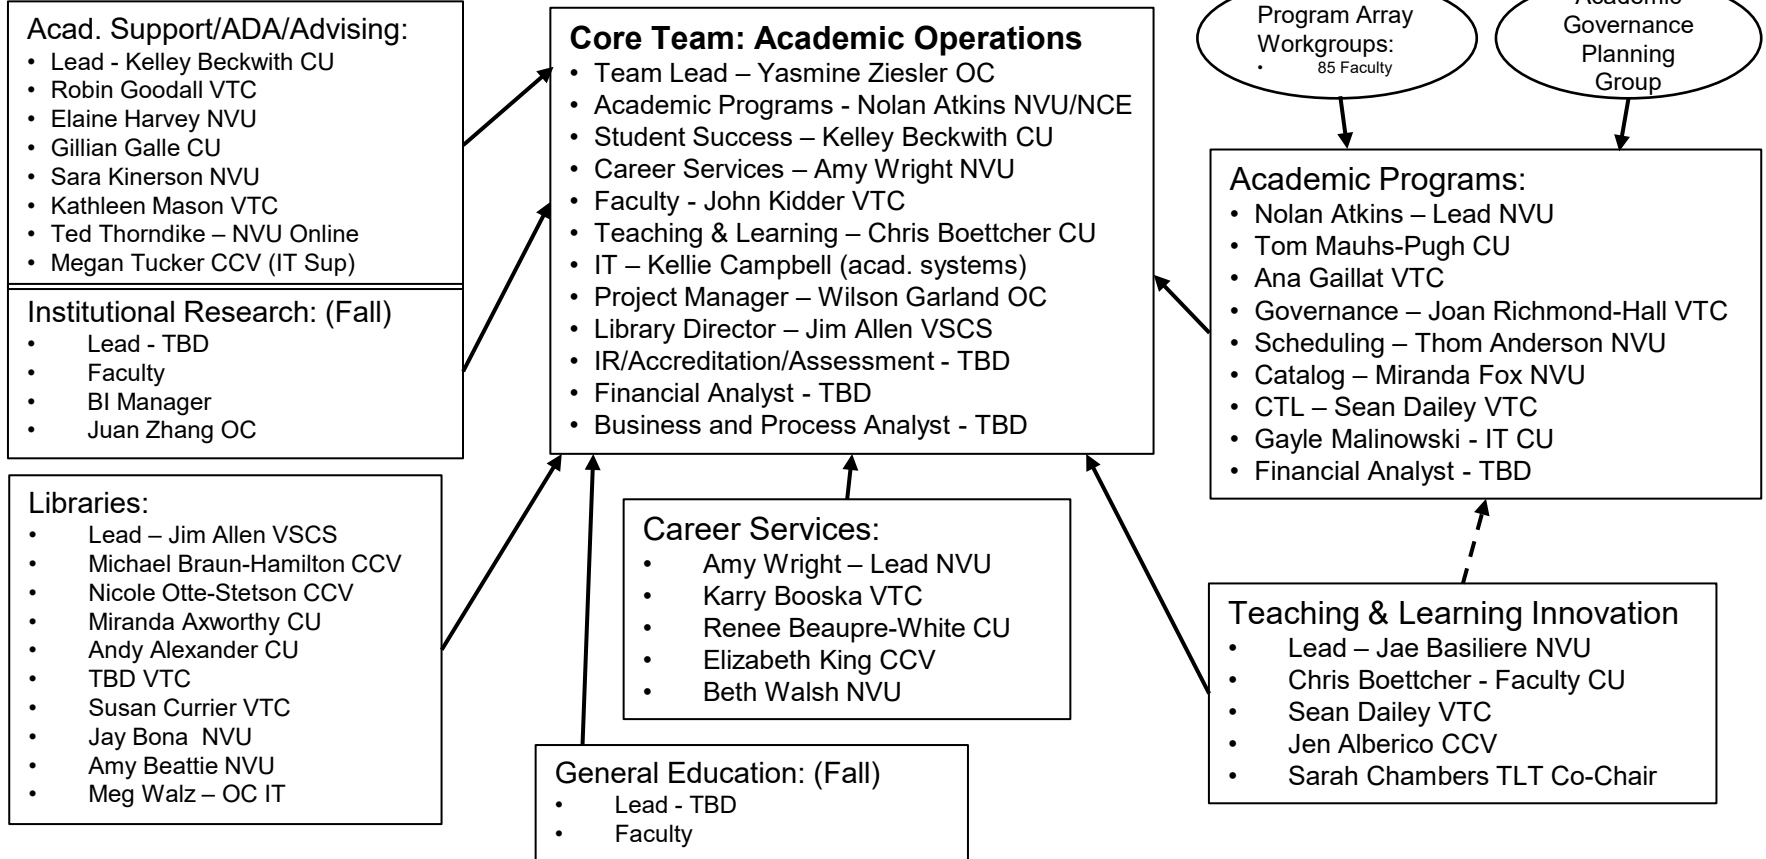 Acad. Support/ADA/Advising:
• Lead - Kelley Beckwith CU
• Robin Goodall VTC
• Elaine Harvey NVU
• Gillian Galle CU
• Sara Kinerson NVU
• Kathleen Mason VTC
• Ted Thorndike – NVU Online
• Megan Tucker CCV (IT Sup)
Institutional Research: (Fall)
• Lead - TBD
• Faculty
• BI Manager
• Juan Zhang OC
Libraries:
• Lead – Jim Allen VSCS
• Michael Braun-Hamilton CCV
• Nicole Otte-Stetson CCV
• Miranda Axworthy CU
• Andy Alexander CU
• TBD VTC
• Susan Currier VTC
• Jay Bona  NVU
• Amy Beattie NVU
• Meg Walz – OC IT
Core Team: Academic Operations
• Team Lead – Yasmine Ziesler OC
• Academic Programs - Nolan Atkins NVU/NCE
• Student Success – Kelley Beckwith CU
• Career Services – Amy Wright NVU
• Faculty - John Kidder VTC
• Teaching & Learning – Chris Boettcher CU
• IT – Kellie Campbell (acad. systems)
• Project Manager – Wilson Garland OC
• Library Director – Jim Allen VSCS
• IR/Accreditation/Assessment - TBD
• Financial Analyst - TBD
• Business and Process Analyst - TBD
Career Services:
• Amy Wright – Lead NVU
• Karry Booska VTC
• Renee Beaupre-White CU
• Elizabeth King CCV
• Beth Walsh NVU
General Education: (Fall)
• Lead - TBD
• Faculty
Program Array
Workgroups:
• 85 Faculty
Academic
Governance
Planning
Group
Academic Programs:
• Nolan Atkins – Lead NVU
• Tom Mauhs-Pugh CU
• Ana Gaillat VTC
• Governance – Joan Richmond-Hall VTC
• Scheduling – Thom Anderson NVU
• Catalog – Miranda Fox NVU
• CTL – Sean Dailey VTC
• Gayle Malinowski - IT CU
• Financial Analyst - TBD
Teaching & Learning Innovation
• Lead – Jae Basiliere NVU
• Chris Boettcher - Faculty CU
• Sean Dailey VTC
• Jen Alberico CCV
• Sarah Chambers TLT Co-Chair